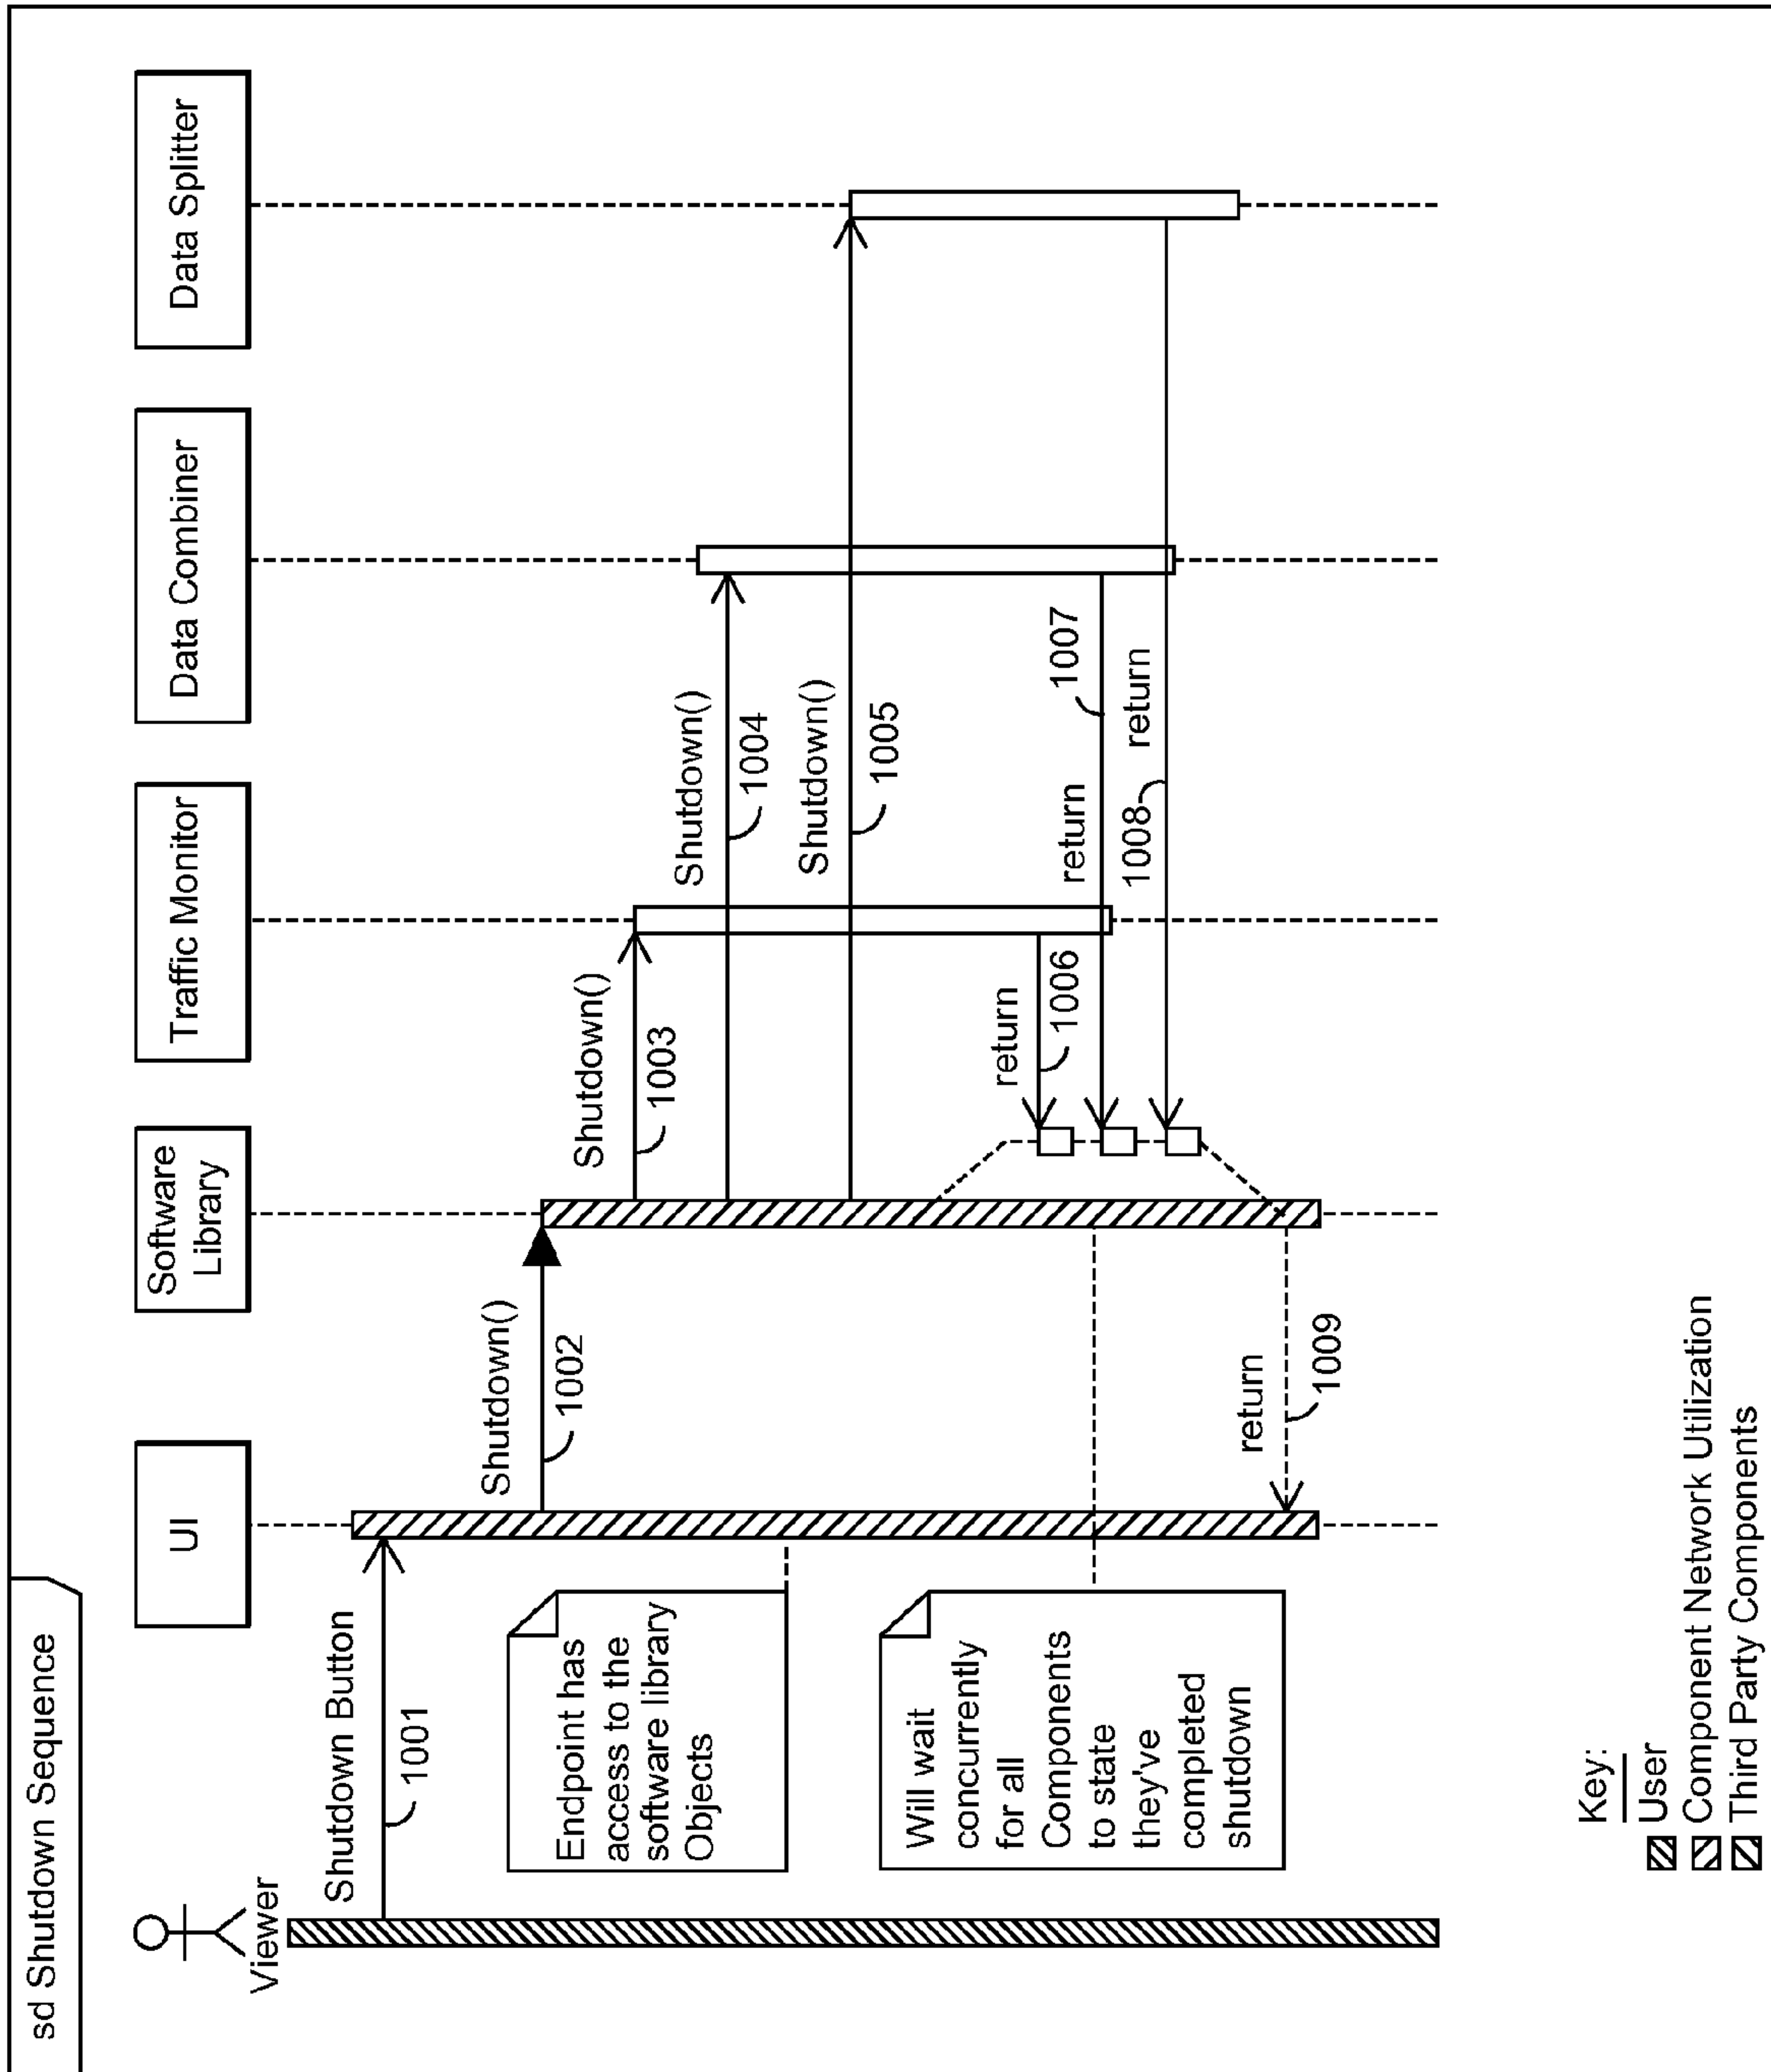 sd Shutdown Sequence
Viewer
UI
Software
Library
Traffic Monitor
Data Combiner
Data Splitter
Shutdown Button
1001
Shutdown()
1002
Shutdown()
1003
Shutdown()
1004
Shutdown()
1005
Endpoint has
access to the
software library
Objects
Will wait
concurrently
for all
Components
to state
they've
completed
shutdown
return
1006
return
1007
1008
return
return
1009
Key:
User
Component Network Utilization
Third Party Components